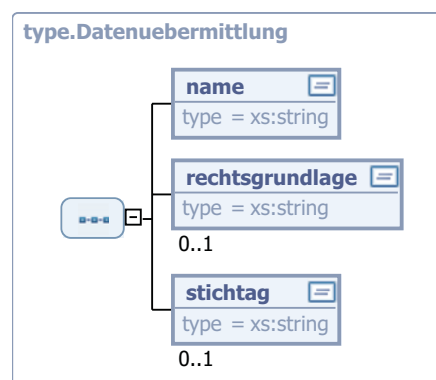 type.Datenuebermittlung
name
type = xs:string
rechtsgrundlage
type = xs:string
0..1
stichtag
type = xs:string
0..1